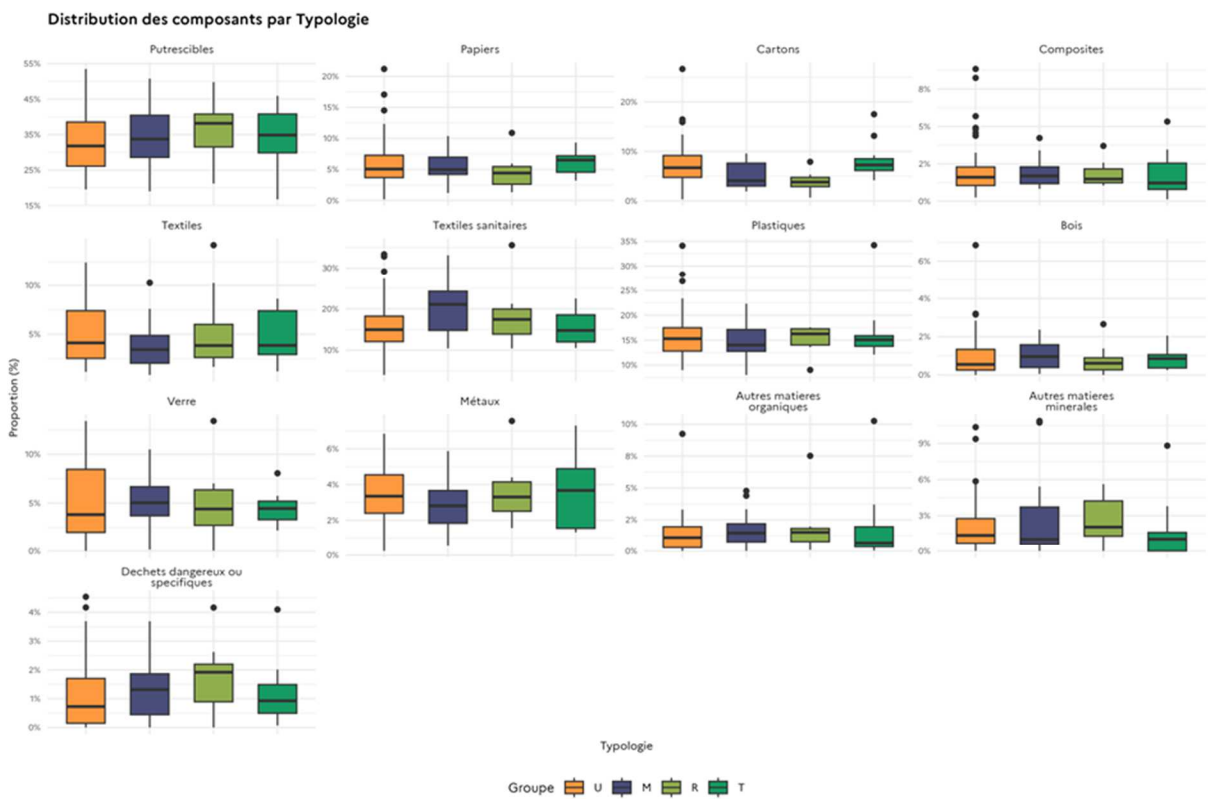 Distribution des composants par Typologie
Putrescibles
Papiers
Cartons
Composites
55%
45%
35%
25%
15%
20%
15%
10%
5%
0%
20%
10%
0%
8%
5%
2%
0%
Textiles
Textiles sanitaires
Plastiques
Bois
10%
5%
30%
20%
10%
35%
30%
25%
20%
15%
10%
6%
4%
2%
0%
Proportion (%)
Verre
Métaux
Autres matieres
organiques
Autres matieres
minerales
10%
5%
0%
6%
4%
2%
0%
10%
8%
5%
2%
0%
9%
6%
3%
0%
Dechets dangereux ou
specifiques
4%
3%
2%
1%
0%
Typologie
Groupe U M R T